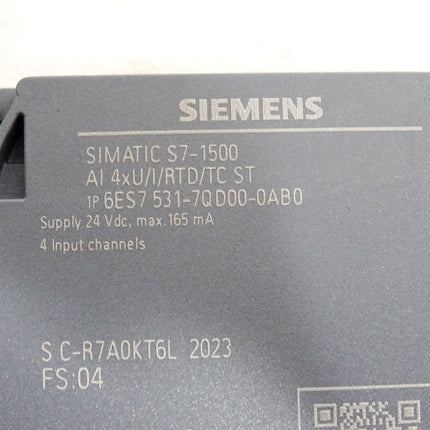 SIEMENS
SIMATIC S7-1500
AI 4xU/I/RTD/TC ST
1P 6ES7 531-7QD00-0AB0
Supply 24 Vdc, max. 165 mA
4 Input channels
S C-R7A0KT6L 2023
FS:04